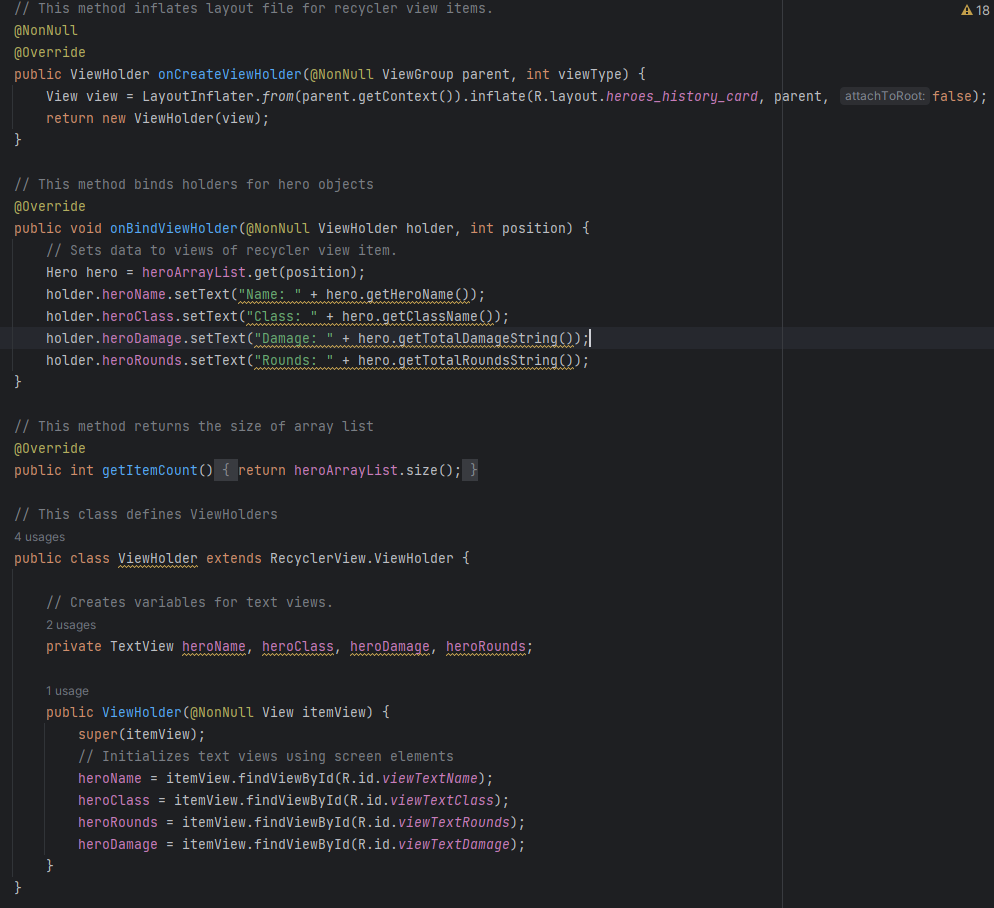 // This method inflates layout file for recycler view items.
18
@NonNull
@Override
public ViewHolder onCreateViewHolder(@NonNull ViewGroup parent, int viewType) {
View view = LayoutInflater.from(parent.getContext()).inflate(R.layout.heroes_history_card, parent, attachToRoot: false);
return new ViewHolder(view);
}
// This method binds holders for hero objects
@Override
public void onBindViewHolder(@NonNull ViewHolder holder, int position) {
// Sets data to views of recycler view item.
Hero hero = heroArrayList.get(position);
holder.heroName.setText("Name: " + hero.getHeroName());
holder.heroClass.setText("Class: " + hero.getClassName());
holder.heroDamage.setText("Damage: " + hero.getTotalDamageString());
holder.heroRounds.setText("Rounds: " + hero.getTotalRoundsString());
}
// This method returns the size of array list
@Override
public int getItemCount() { return heroArrayList.size(); }
// This class defines ViewHolders
4 usages
public class ViewHolder extends RecyclerView.ViewHolder {
// Creates variables for text views.
2 usages
private TextView heroName, heroClass, heroDamage, heroRounds;
1 usage
public ViewHolder(@NonNull View itemView) {
super(itemView);
// Initializes text views using screen elements
heroName = itemView.findViewById(R.id.viewTextName);
heroClass = itemView.findViewById(R.id.viewTextClass);
heroRounds = itemView.findViewById(R.id.viewTextRounds);
heroDamage = itemView.findViewById(R.id.viewTextDamage);
}
}